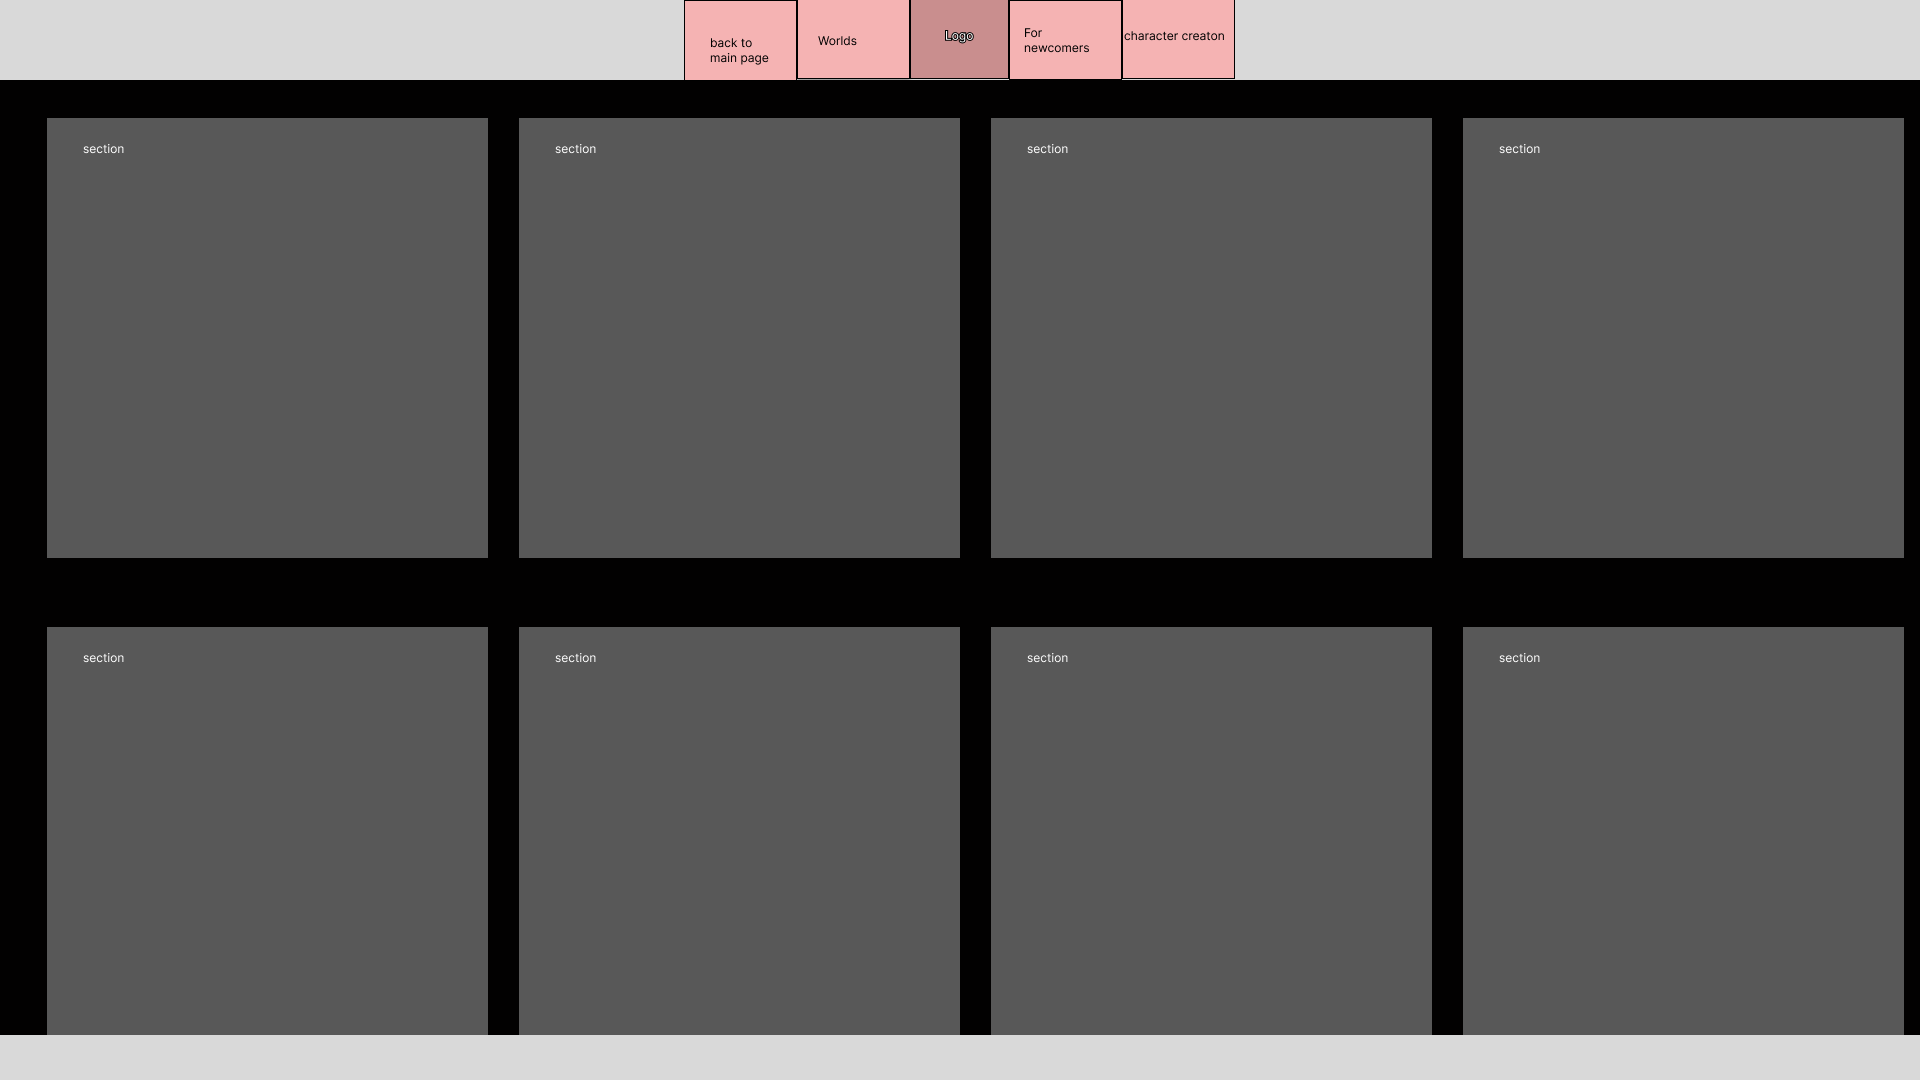 back to
main page
Worlds
Logo
For
newcomers
character creaton
section
section
section
section
section
section
section
section